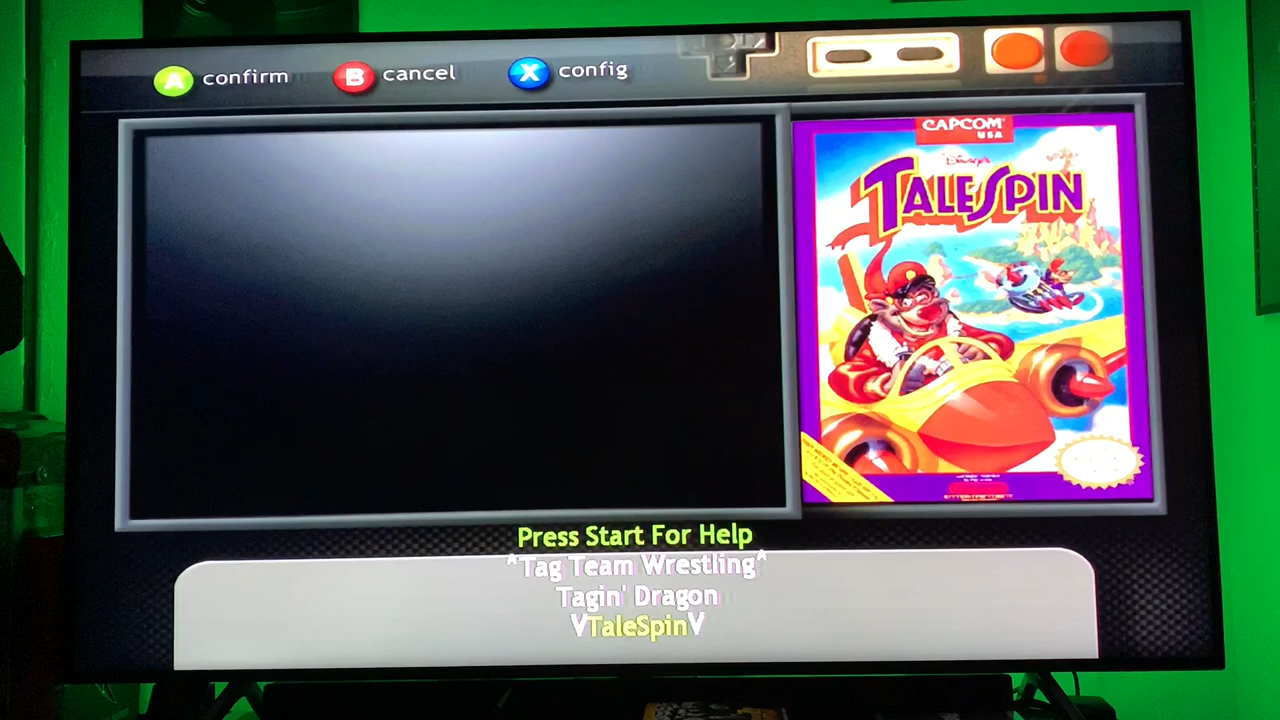 A confirm B cancel X config
CAPCOM
USA
Disney's
TALESPIN
Press Start For Help
^Tag Team Wrestling^
Tagin' Dragon
VTaleSpinV